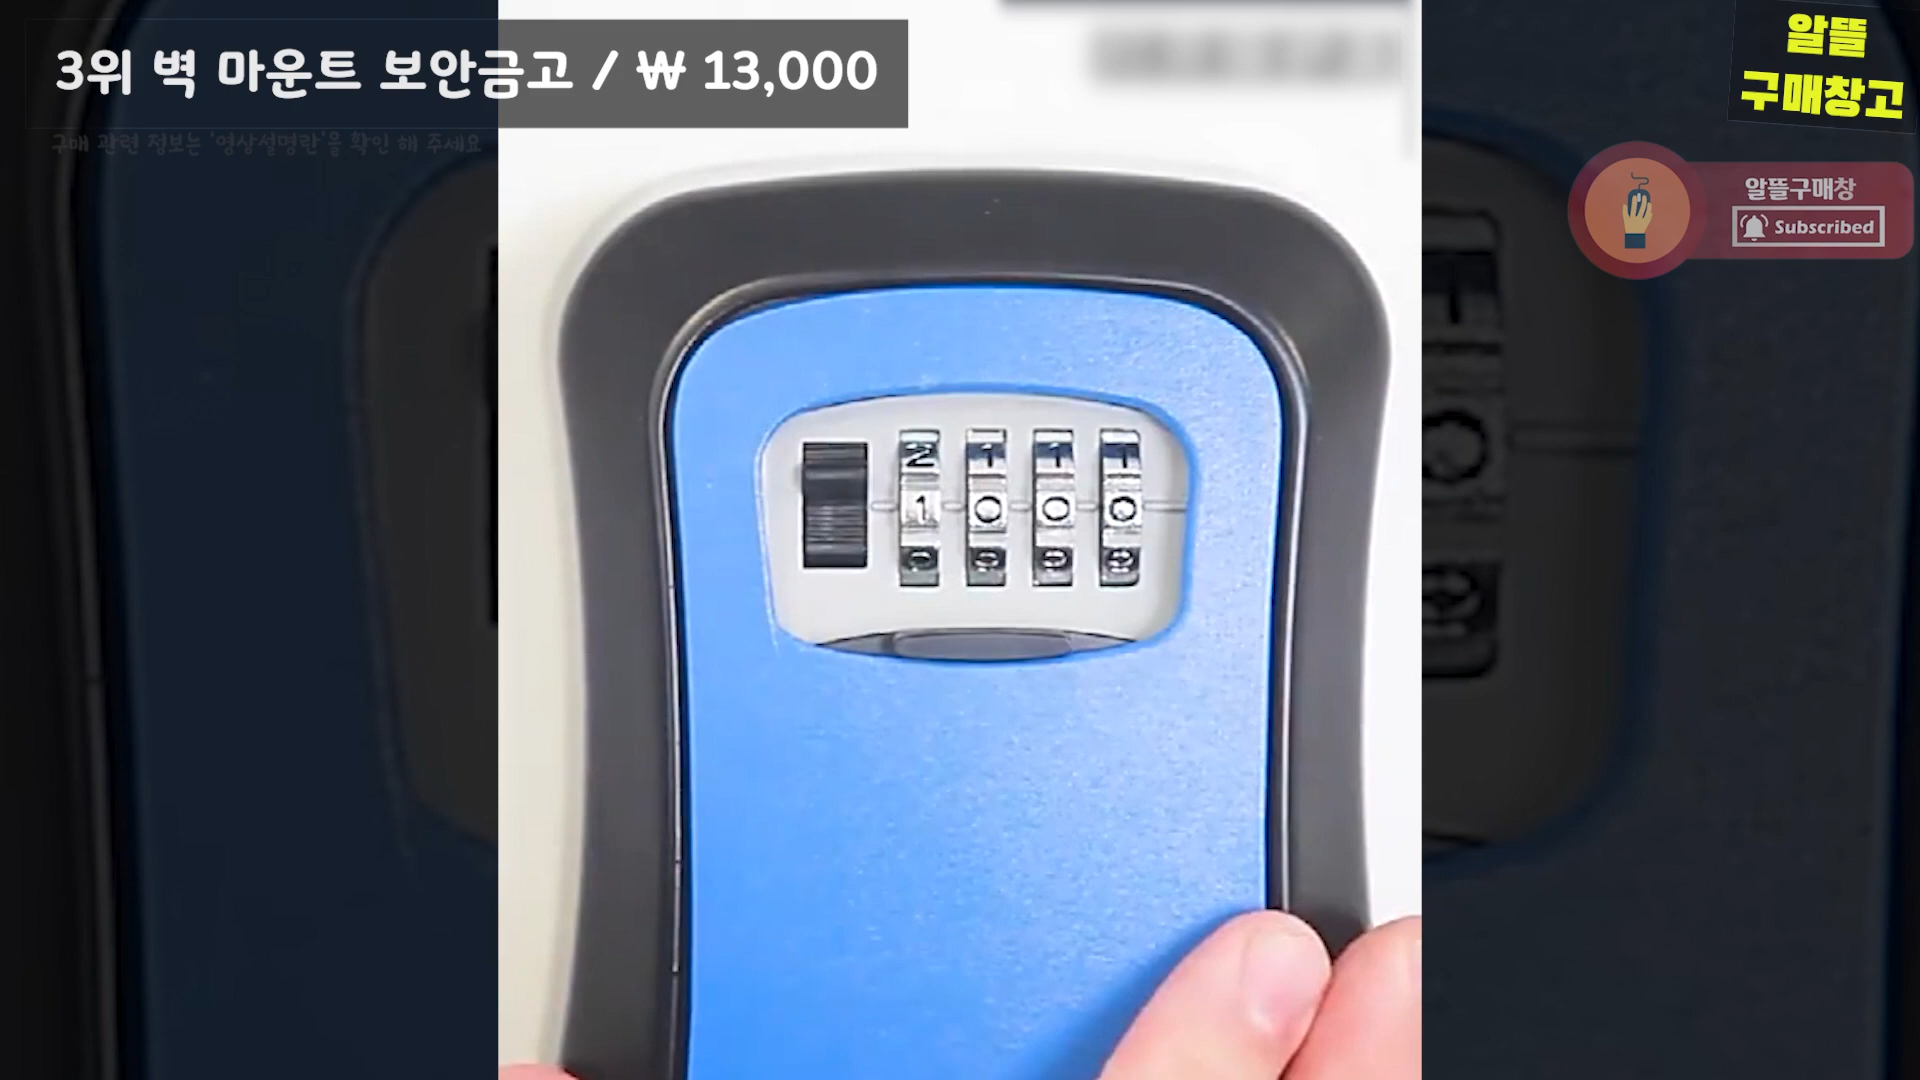 3위 벽 마운트 보안금고 / ₩ 13,000
구매 관련 정보는 '영상설명란'을 확인 해 주세요
알뜰
구매창고
알뜰구매창
Subscribed
2 1 1 1
1 0 0 0